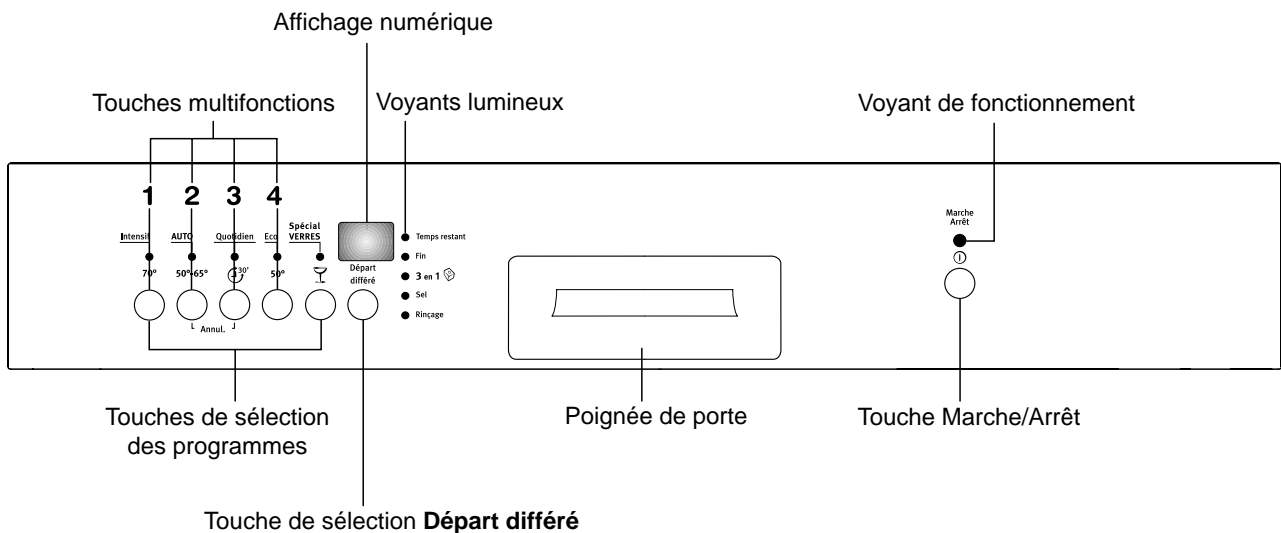 Affichage numérique
Touches multifonctions
Voyants lumineux
Voyant de fonctionnement
1 2 3 4
Intensif
AUTO
Quotidien
Eco
Spécial
VERRES
70°
50°-65°
30'
50°
Départ
différé
Annul.
Temps restant
Fin
3 en 1
Sel
Rinçage
Marche
Arrêt
Touches de sélection
des programmes
Poignée de porte
Touche Marche/Arrêt
Touche de sélection Départ différé